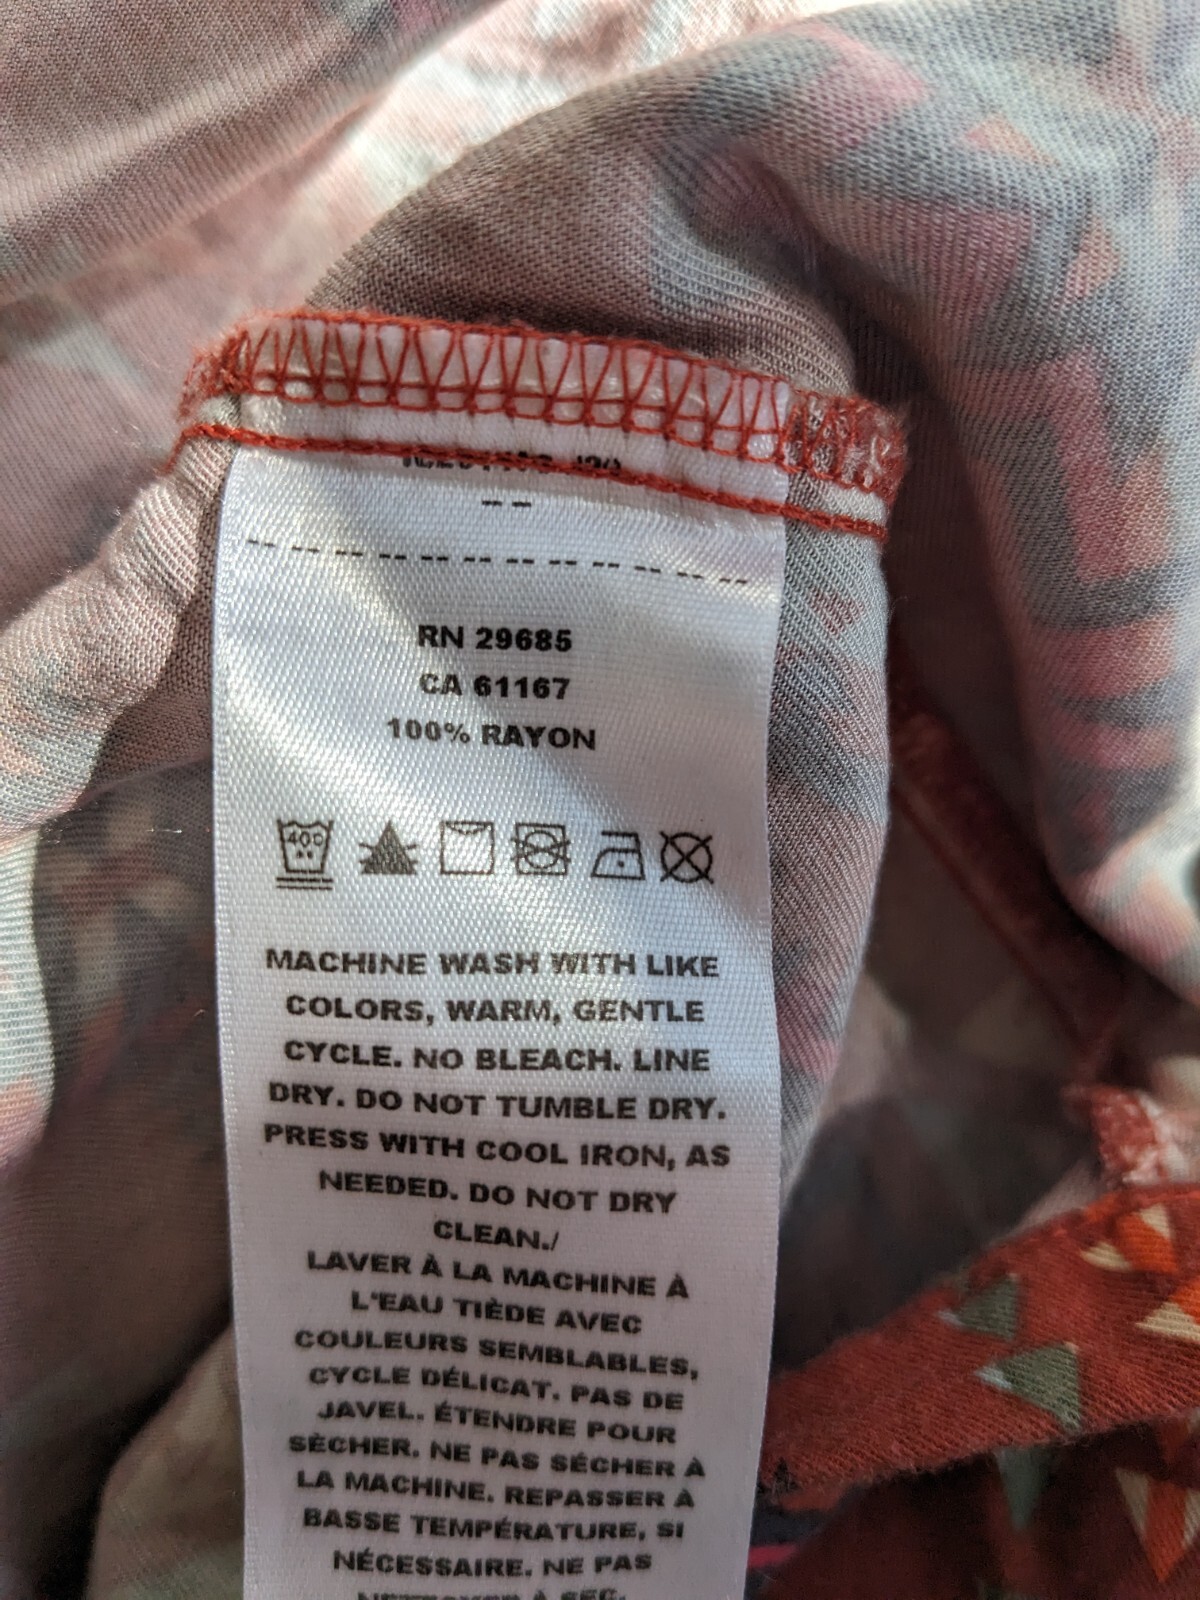 RN 29685
CA 61167
100% RAYON
40C
MACHINE WASH WITH LIKE
COLORS, WARM, GENTLE
CYCLE. NO BLEACH. LINE
DRY. DO NOT TUMBLE DRY.
PRESS WITH COOL IRON, AS
NEEDED. DO NOT DRY
CLEAN./
LAVER À LA MACHINE À
L'EAU TIÈDE AVEC
COULEURS SEMBLABLES,
CYCLE DÉLICAT. PAS DE
JAVEL. ÉTENDRE POUR
SÈCHER. NE PAS SÉCHER À
LA MACHINE. REPASSER À
BASSE TEMPÉRATURE, SI
NÉCESSAIRE. NE PAS
NETTOYER À SEC.